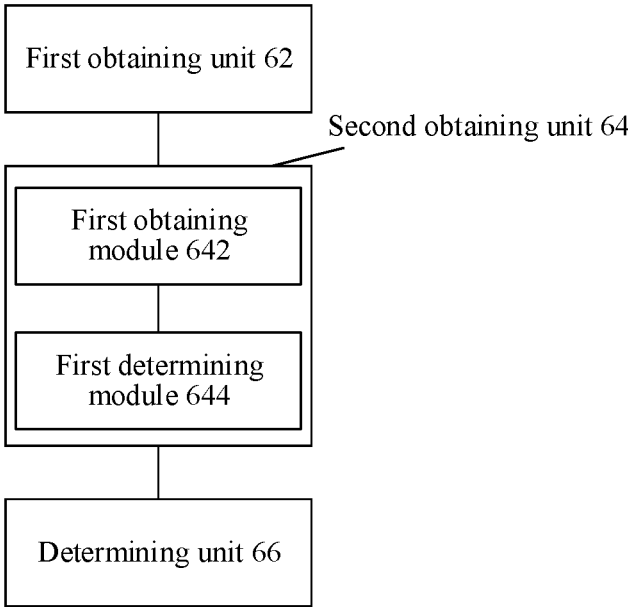 First obtaining unit 62
Second obtaining unit 64
First obtaining
module 642
First determining
module 644
Determining unit 66